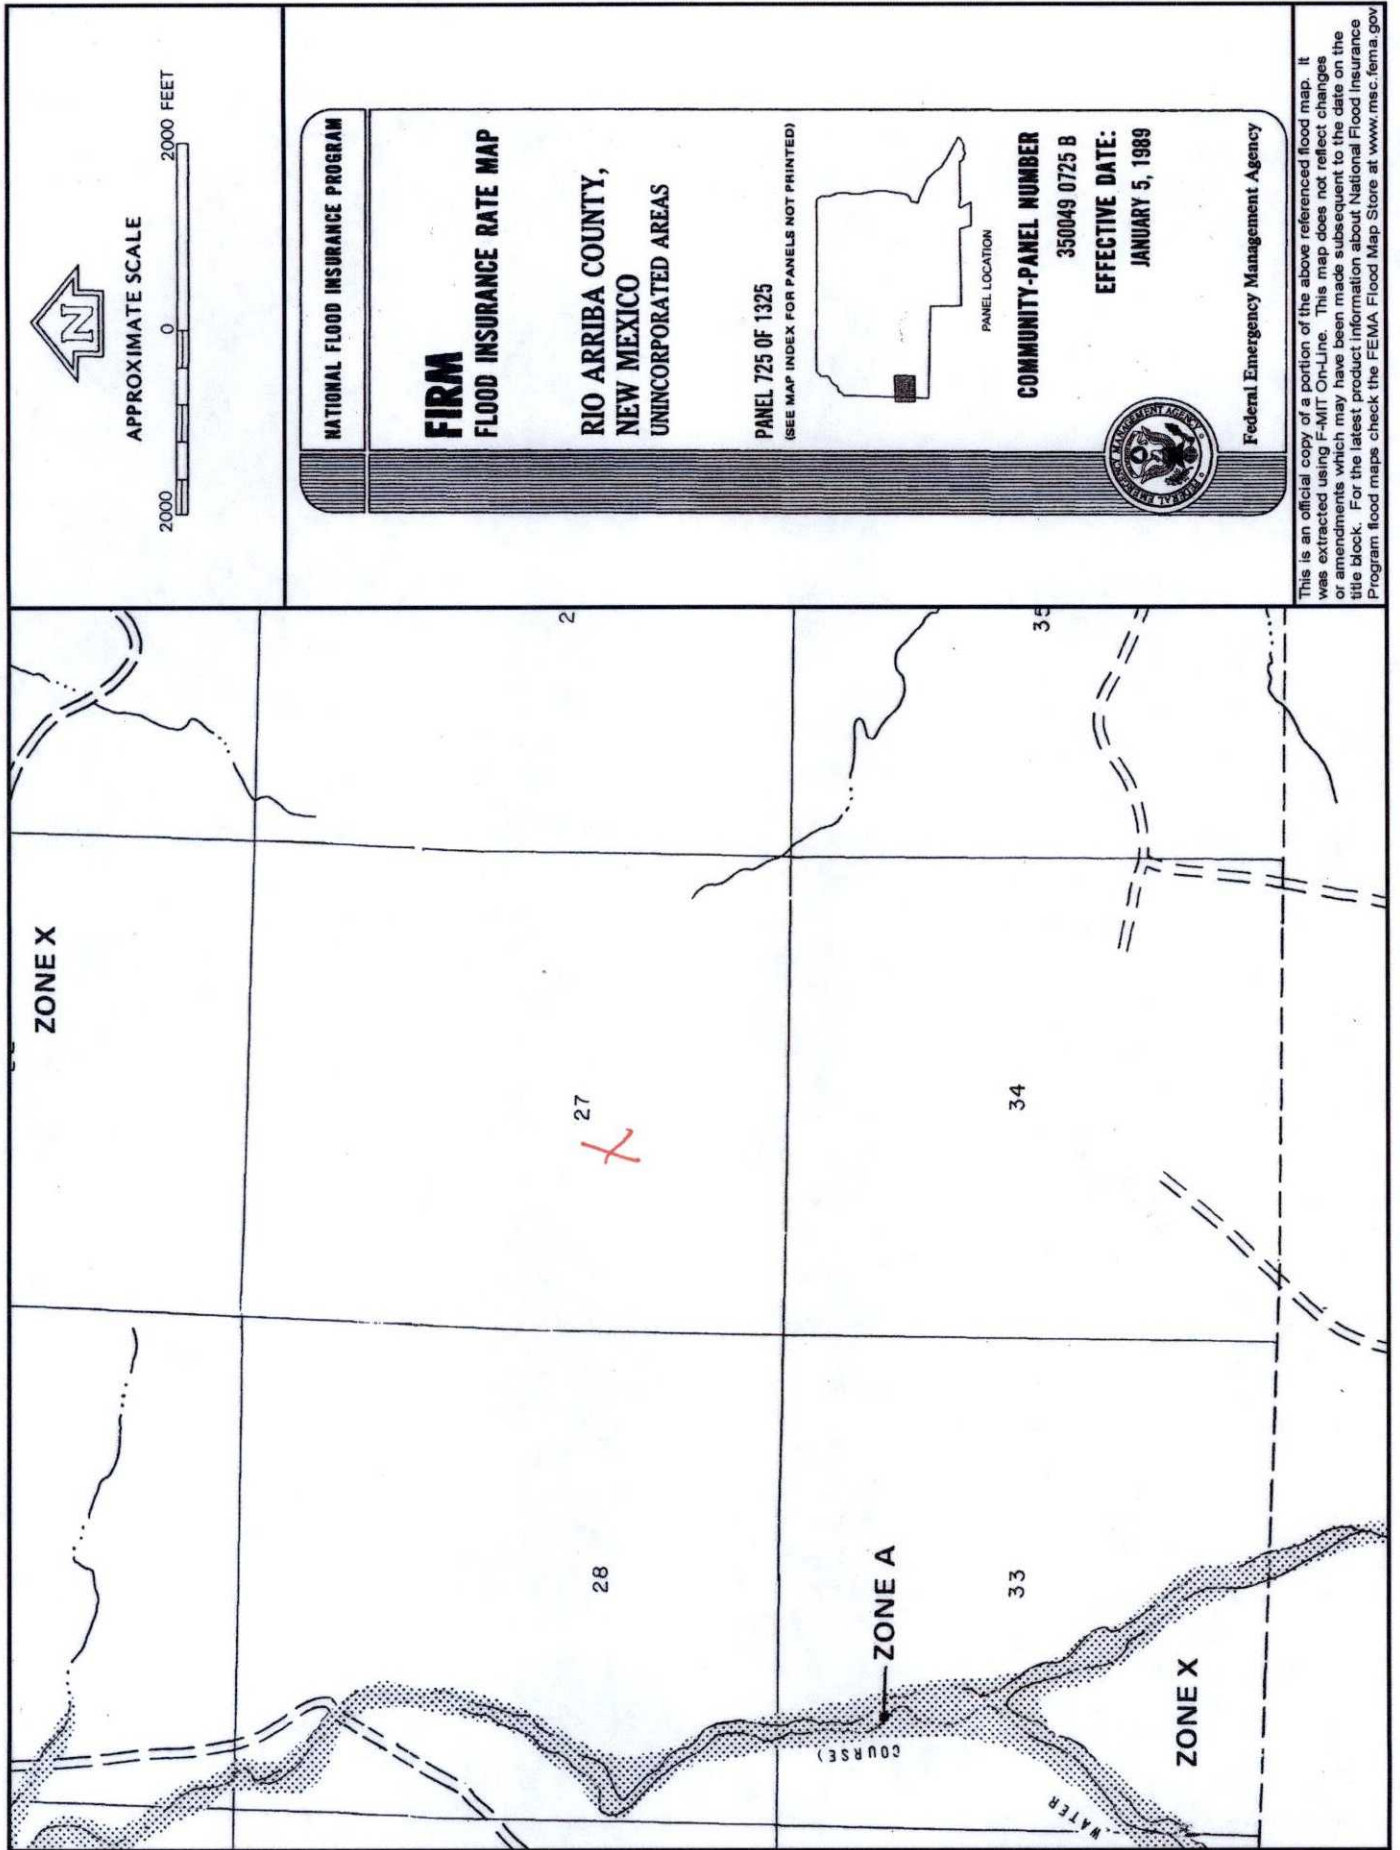 N
APPROXIMATE SCALE
2000 0 2000 FEET
NATIONAL FLOOD INSURANCE PROGRAM
FIRM
FLOOD INSURANCE RATE MAP
RIO ARRIBA COUNTY,
NEW MEXICO
UNINCORPORATED AREAS
PANEL 725 OF 1325
(SEE MAP INDEX FOR PANELS NOT PRINTED)
PANEL LOCATION
COMMUNITY-PANEL NUMBER
350049 0725 B
EFFECTIVE DATE:
JANUARY 5, 1989
FEDERAL EMERGENCY MANAGEMENT AGENCY
Federal Emergency Management Agency
This is an official copy of a portion of the above referenced flood map. It
was extracted using F-MIT On-Line. This map does not reflect changes
or amendments which may have been made subsequent to the date on the
title block. For the latest product information about National Flood Insurance
Program flood maps check the FEMA Flood Map Store at www.msc.fema.gov
ZONE X
2
27
X
28
35
34
33
ZONE A
COURSE)
WATER
ZONE X